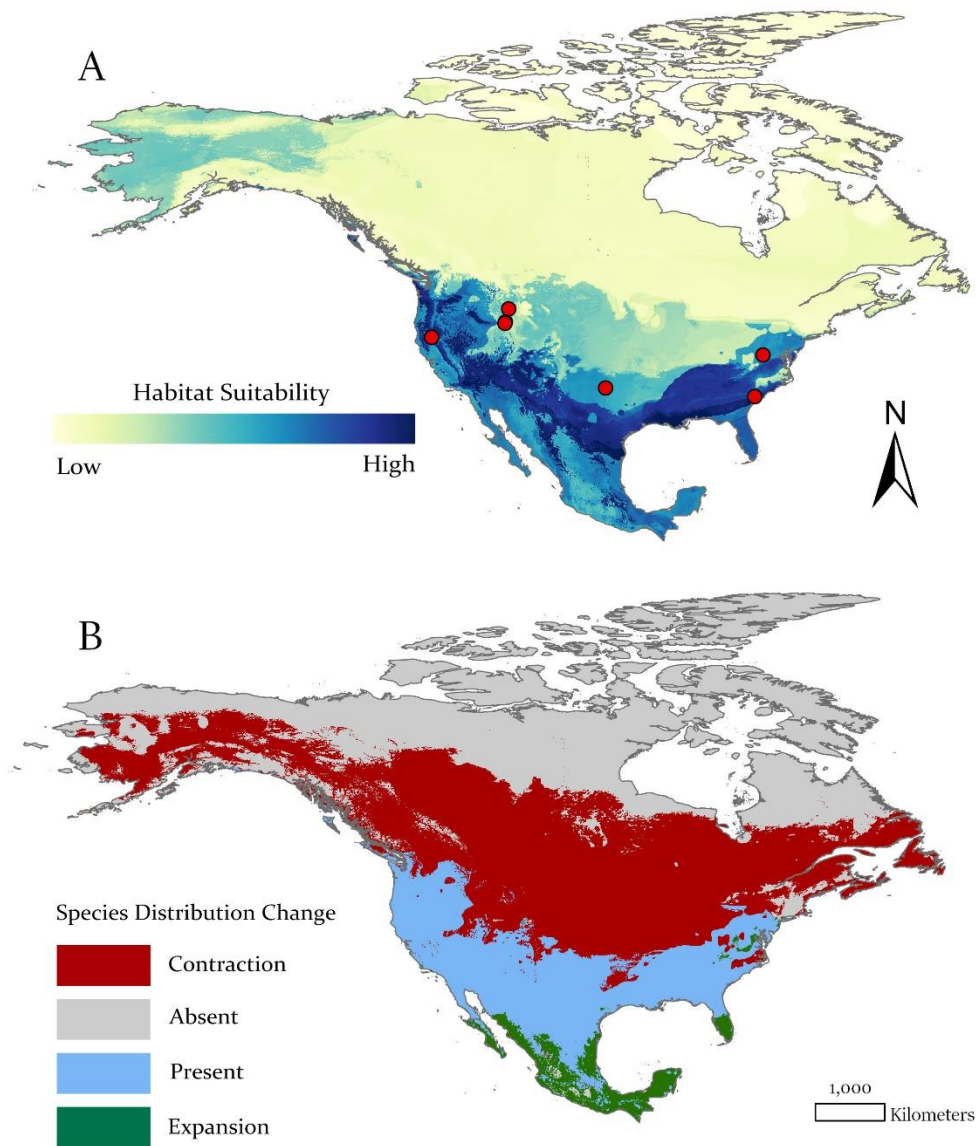 A
Habitat Suitability
Low
High
N
B
Species Distribution Change
Contraction
Absent
Present
Expansion
1,000
Kilometers